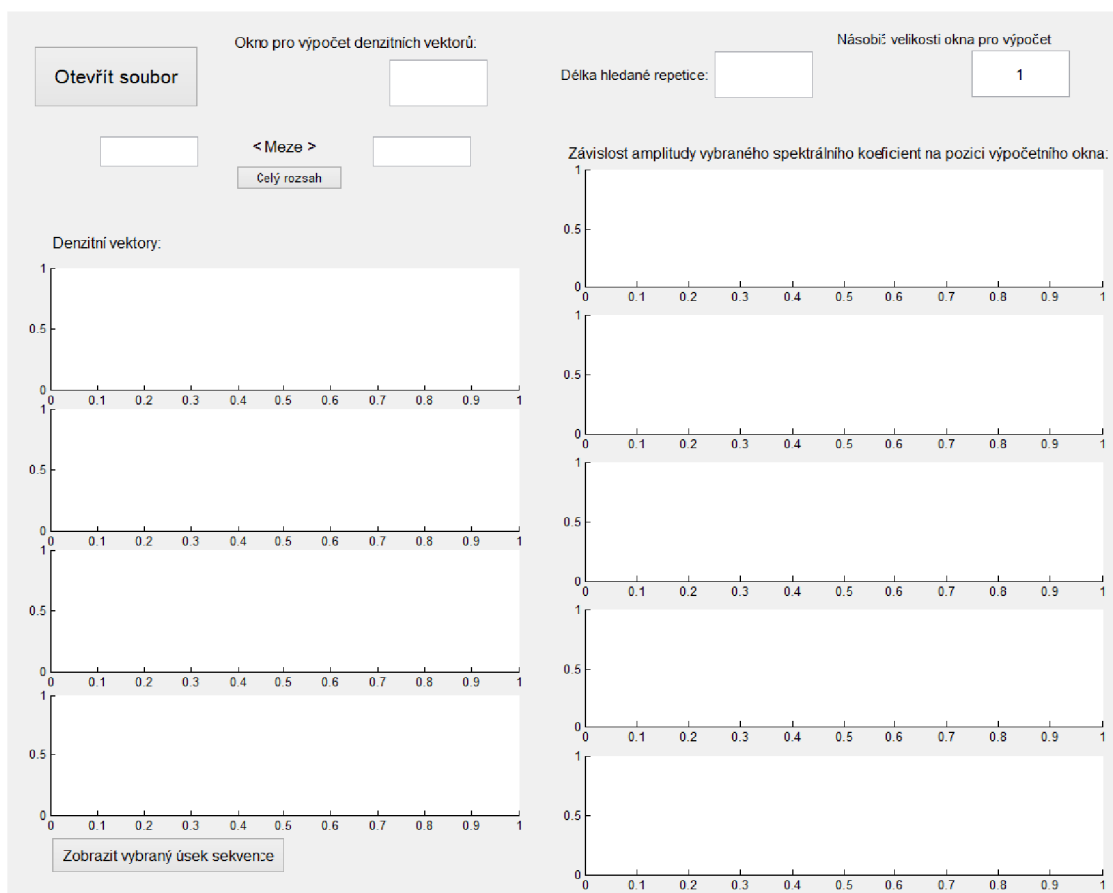 Okno pro výpočet denzitních vektorů:
Otevřít soubor
< Meze >
Celý rozsah
Denzitní vektory:
1
0.5
0
0 0.1 0.2 0.3 0.4 0.5 0.6 0.7 0.8 0.9 1
1
0.5
0
0 0.1 0.2 0.3 0.4 0.5 0.6 0.7 0.8 0.9 1
1
0.5
0
0 0.1 0.2 0.3 0.4 0.5 0.6 0.7 0.8 0.9 1
1
0.5
0
0 0.1 0.2 0.3 0.4 0.5 0.6 0.7 0.8 0.9 1
Zobrazit vybraný úsek sekvence
Násobič velikosti okna pro výpočet
Délka hledané repetice:
1
Závislost amplitudy vybraného spektrálního koeficient na pozici výpočetního okna:
1
0.5
0
0 0.1 0.2 0.3 0.4 0.5 0.6 0.7 0.8 0.9 1
1
0.5
0
0 0.1 0.2 0.3 0.4 0.5 0.6 0.7 0.8 0.9 1
1
0.5
0
0 0.1 0.2 0.3 0.4 0.5 0.6 0.7 0.8 0.9 1
1
0.5
0
0 0.1 0.2 0.3 0.4 0.5 0.6 0.7 0.8 0.9 1
1
0.5
0
0 0.1 0.2 0.3 0.4 0.5 0.6 0.7 0.8 0.9 1